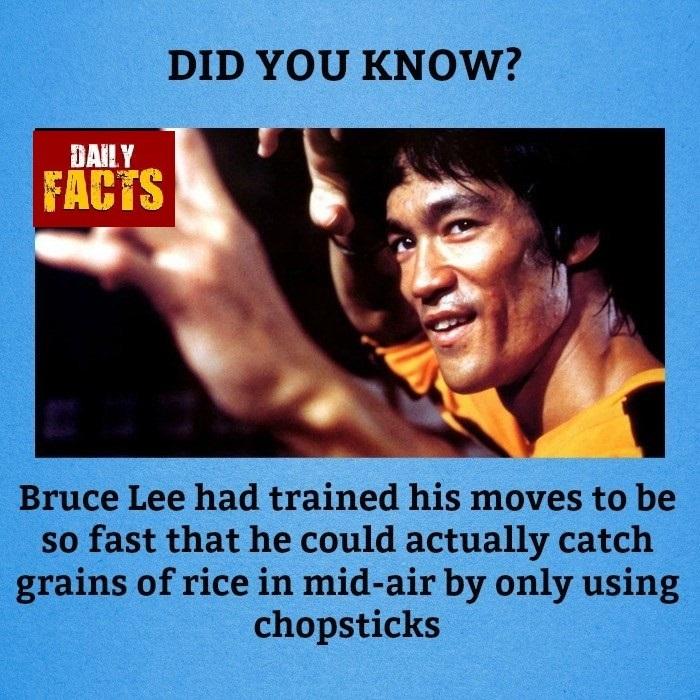 DID YOU KNOW?
DAILY
FACTS
Bruce Lee had trained his moves to be
so fast that he could actually catch
grains of rice in mid-air by only using
chopsticks